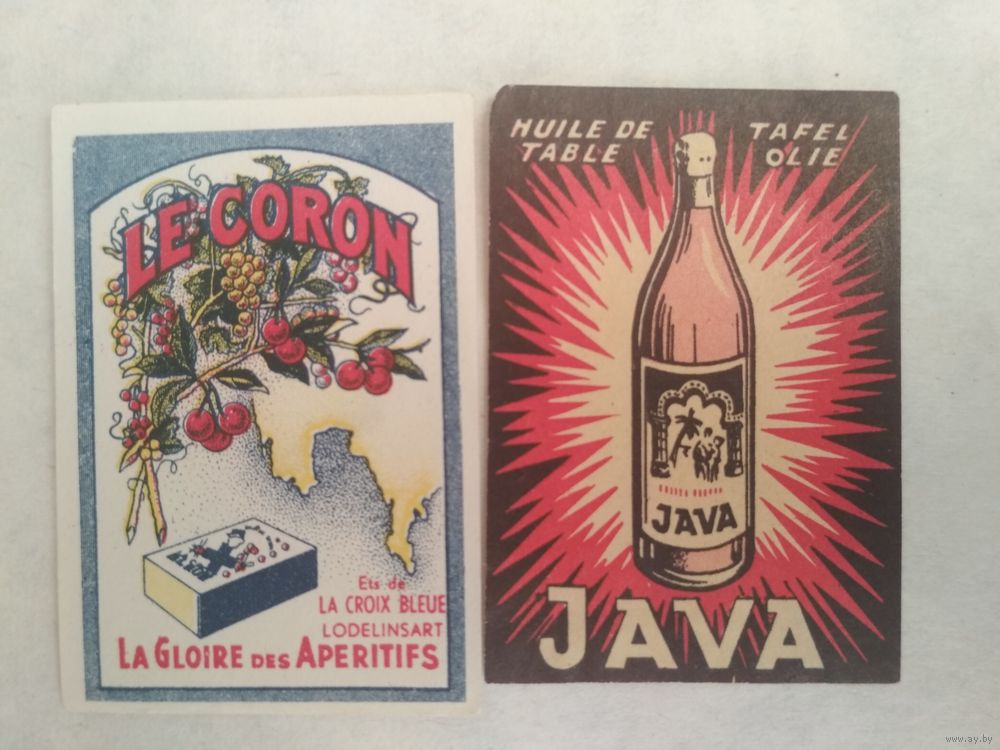 LE CORON
Ets de
LA CROIX BLEUE
LODELINSART
LA GLOIRE DES APERITIFS
HUILE DE
TABLE
TAFEL
OLIE
JAVA
JAVA
www.ay.by